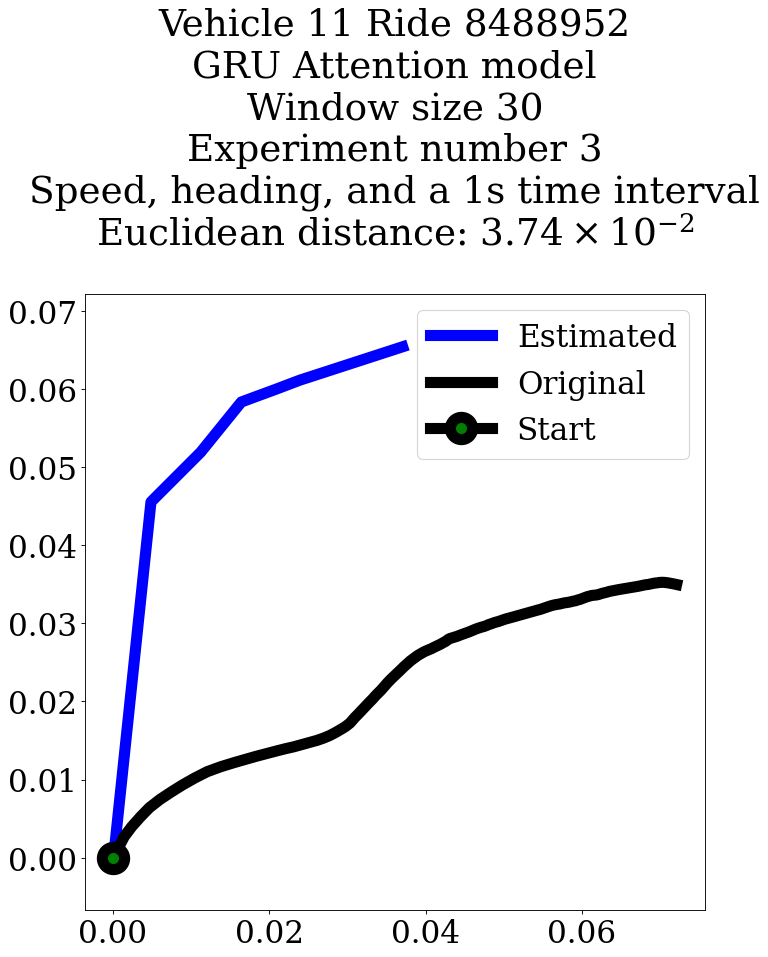 Vehicle 11 Ride 8488952
GRU Attention model
Window size 30
Experiment number 3
Speed, heading, and a 1s time interval
Euclidean distance: 3.74 × 10⁻²
Estimated
Original
Start
0.07
0.06
0.05
0.04
0.03
0.02
0.01
0.00
0.00 0.02 0.04 0.06